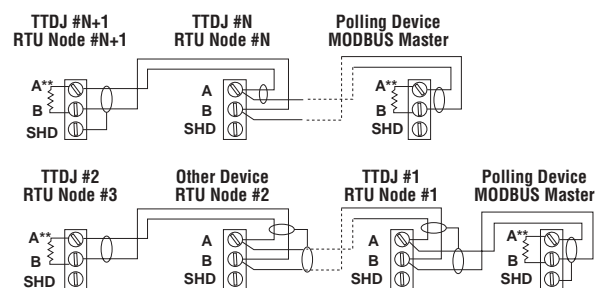 TTDJ #N+1
RTU Node #N+1
TTDJ #N
RTU Node #N
Polling Device
MODBUS Master
A**
B
SHD
A
B
SHD
A**
B
SHD
TTDJ #2
RTU Node #3
Other Device
RTU Node #2
TTDJ #1
RTU Node #1
Polling Device
MODBUS Master
A**
B
SHD
A
B
SHD
A
B
SHD
A**
B
SHD